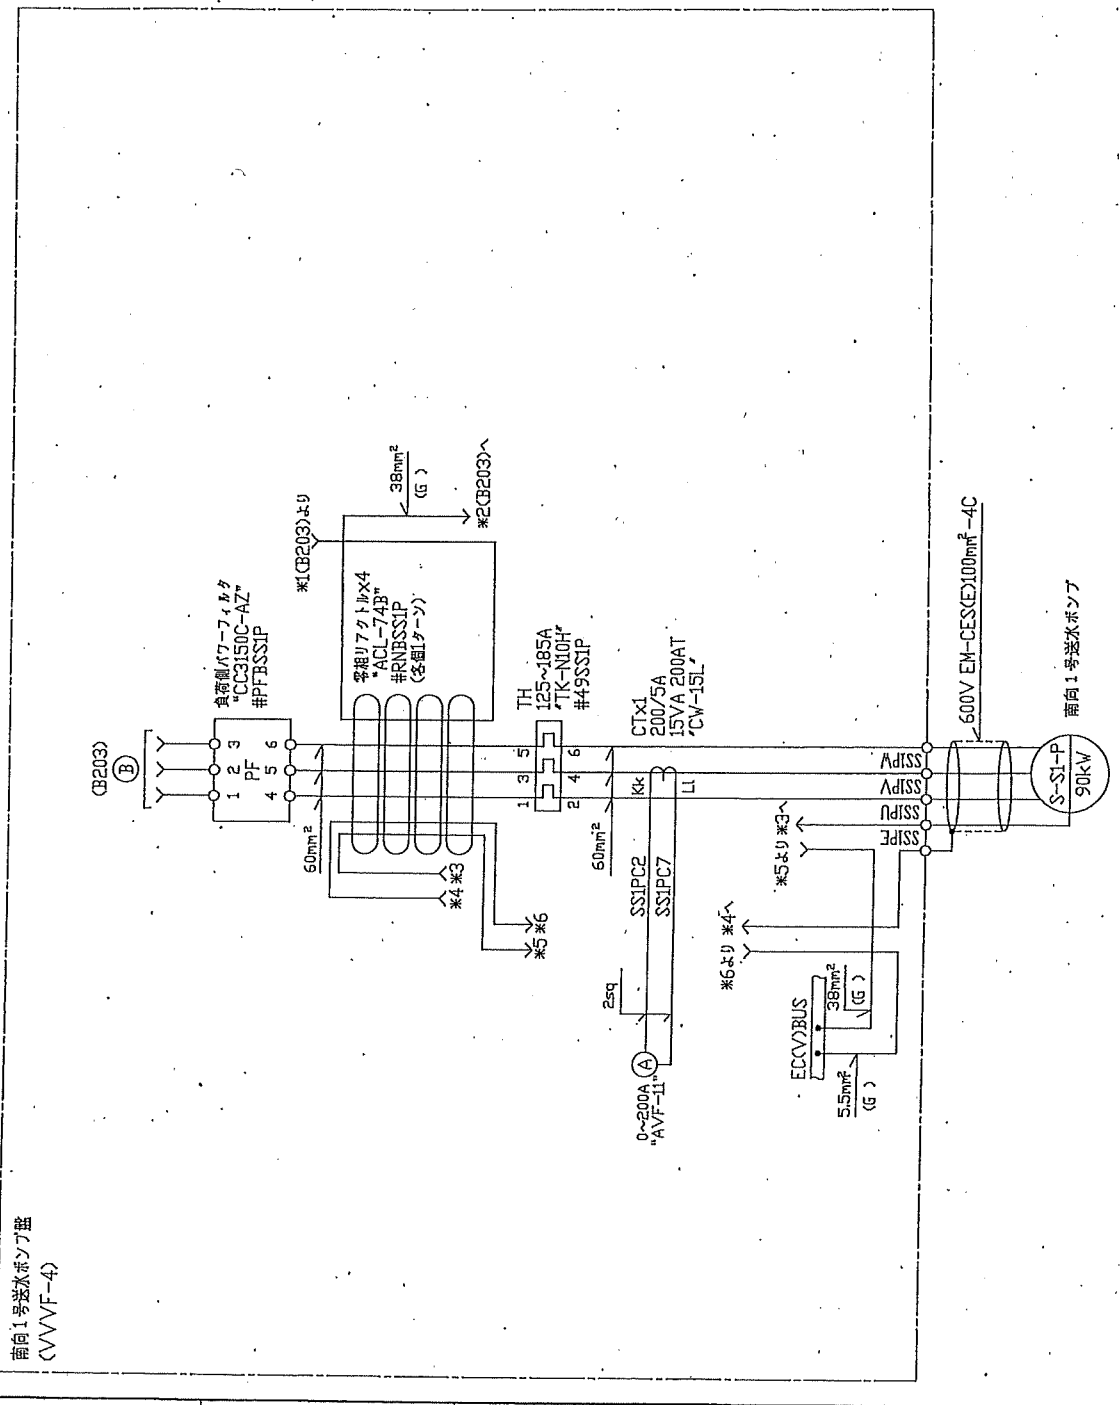 南向1号送水ポンプ盤
(VVVF-4)
(B203)
B
1 2 3
PF
4 5 6
負荷側パワーフィルタ
"CC3150C-AZ"
#PFBSS1P
60mm²
※1(B203)より
38mm²
(G )
※2(B203)へ
零相リアクトル×4
"ACL-74B"
#RNBSS1P
(各個1ターン)
※4 ※3
※5 ※6
1 3 5
2 4 6
TH
125~185A
"TK-N10H"
#49SS1P
60mm²
CTx1
200/5A
15VA 200AT
"CW-15L"
Kk
Ll
SS1PC2
SS1PC7
2sq
A
0~200A
"AVF-11"
※6より ※4へ
※5より ※3へ
EC(V)BUS
38mm²
(G )
5.5mm²
(G )
SS1PE
SS1PU
SS1PV
SS1PW
600V EM-CES(E)100mm²-4C
S-S1-P
90kW
南向1号送水ポンプ